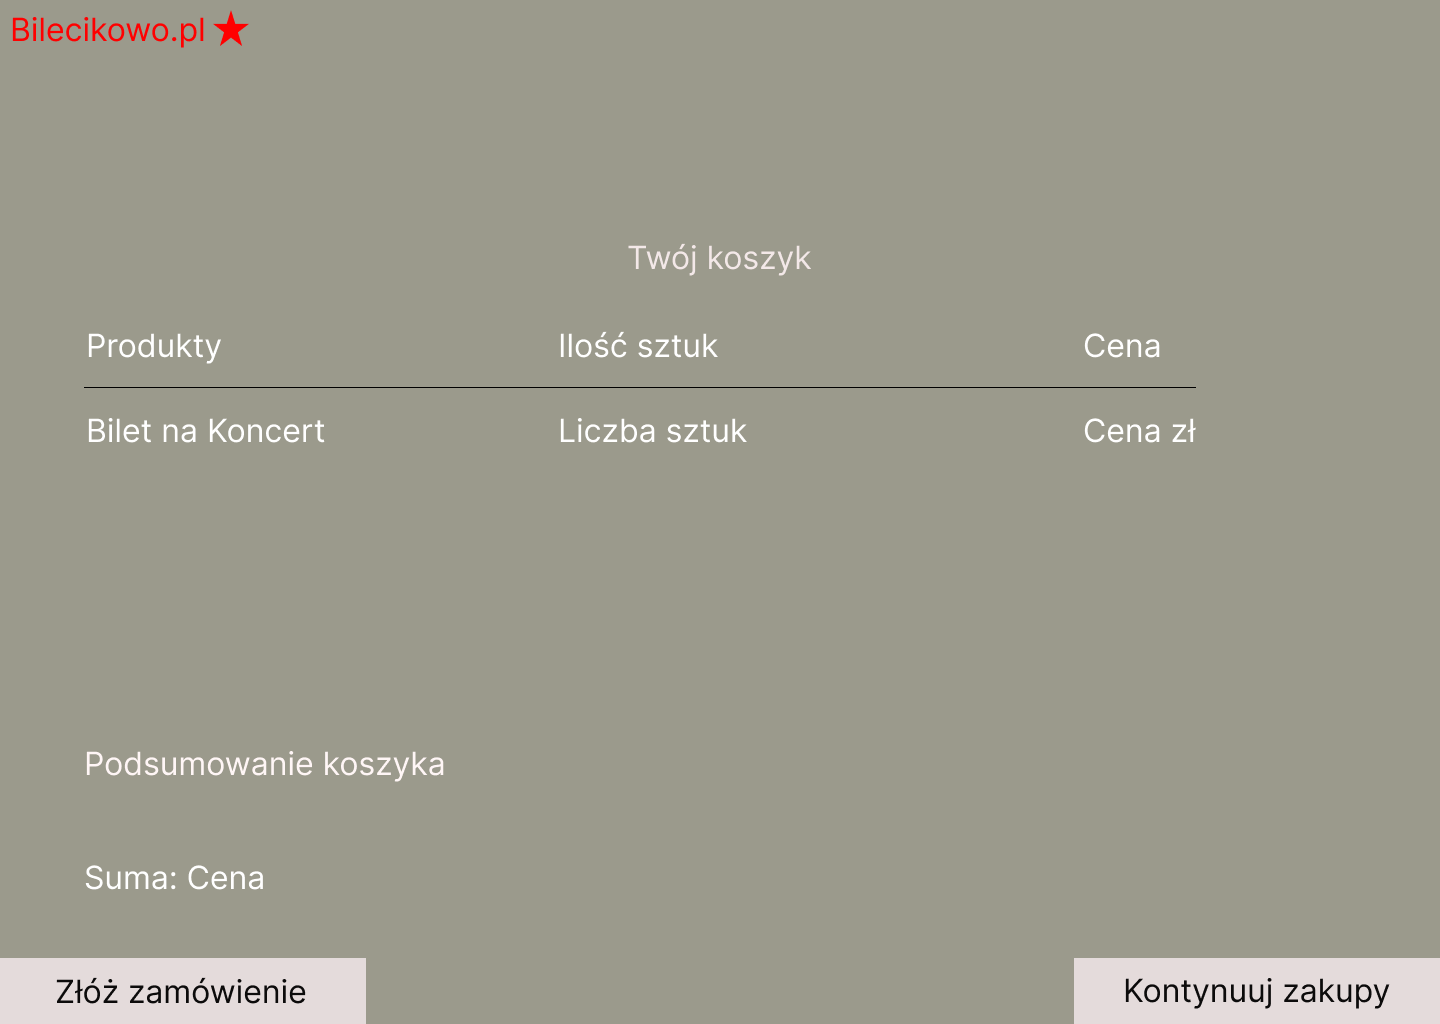 Bilecikowo.pl
Twój koszyk
Produkty Ilość sztuk Cena
Bilet na Koncert Liczba sztuk Cena zł
Podsumowanie koszyka
Suma: Cena
Złóż zamówienie Kontynuuj zakupy